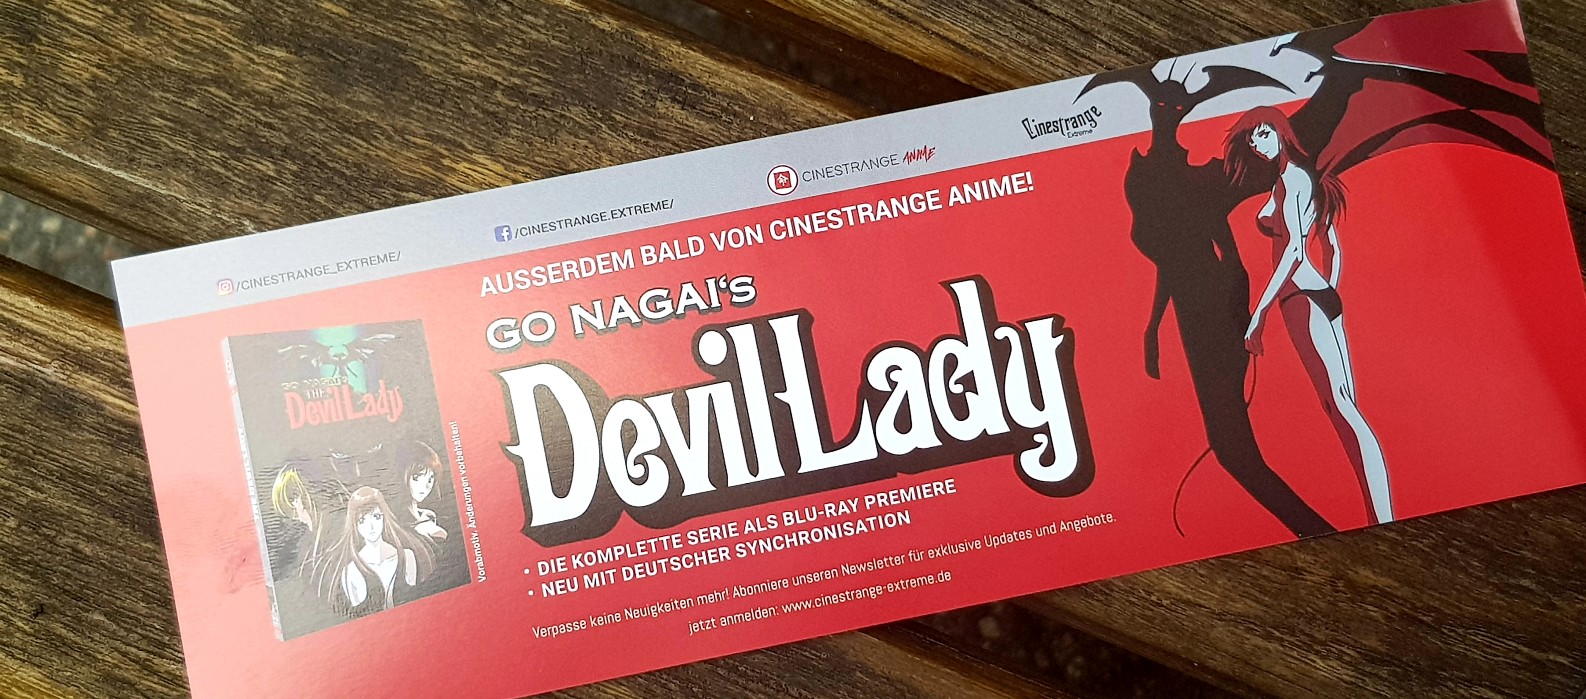 /CINESTRANGE_EXTREME/
/CINESTRANGE.EXTREME/
CINESTRANGE ANIME
Cinestrange
Extreme
AUSSERDEM BALD VON CINESTRANGE ANIME!
GO NAGAI‘S
DevilLady
GO NAGAI'S
THE
DevilLady
Vorabmotiv. Änderungen vorbehalten!
• DIE KOMPLETTE SERIE ALS BLU-RAY PREMIERE
• NEU MIT DEUTSCHER SYNCHRONISATION
Verpasse keine Neuigkeiten mehr! Abonniere unseren Newsletter für exklusive Updates und Angebote.
jetzt anmelden: www.cinestrange-extreme.de